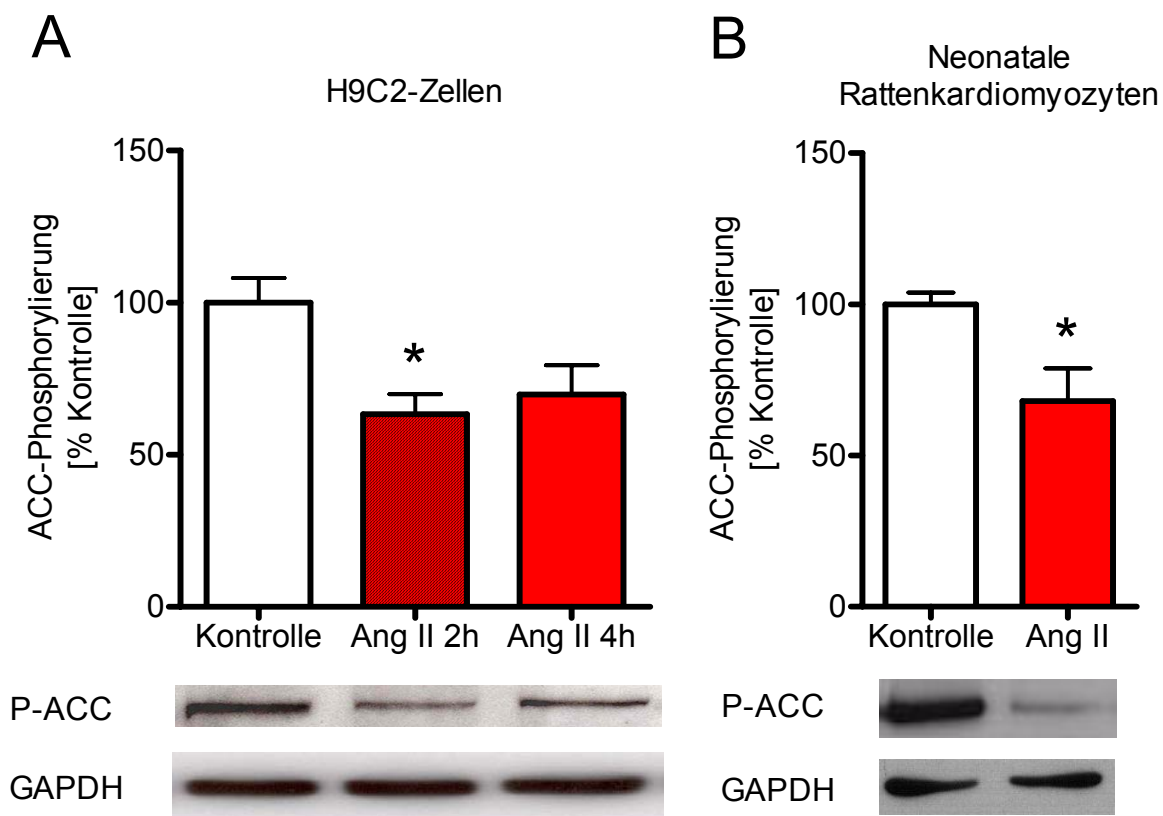 A
H9C2-Zellen
ACC-Phosphorylierung
[% Kontrolle]
150
100
50
0
*
Kontrolle Ang II 2h Ang II 4h
P-ACC
GAPDH
B
Neonatale
Rattenkardiomyozyten
ACC-Phosphorylierung
[% Kontrolle]
150
100
50
0
*
Kontrolle Ang II
P-ACC
GAPDH